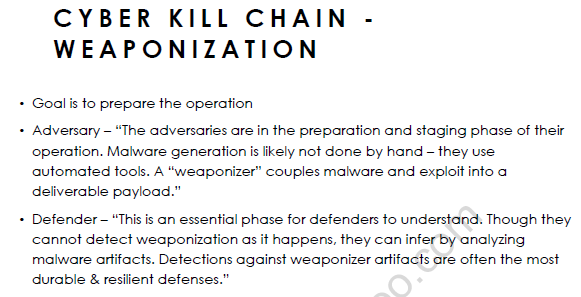 CYBER KILL CHAIN -
WEAPONIZATION
• Goal is to prepare the operation
• Adversary – “The adversaries are in the preparation and staging phase of their
operation. Malware generation is likely not done by hand – they use
automated tools. A “weaponizer” couples malware and exploit into a
deliverable payload.”
• Defender – “This is an essential phase for defenders to understand. Though they
cannot detect weaponization as it happens, they can infer by analyzing
malware artifacts. Detections against weaponizer artifacts are often the most
durable & resilient defenses.”
oo.com